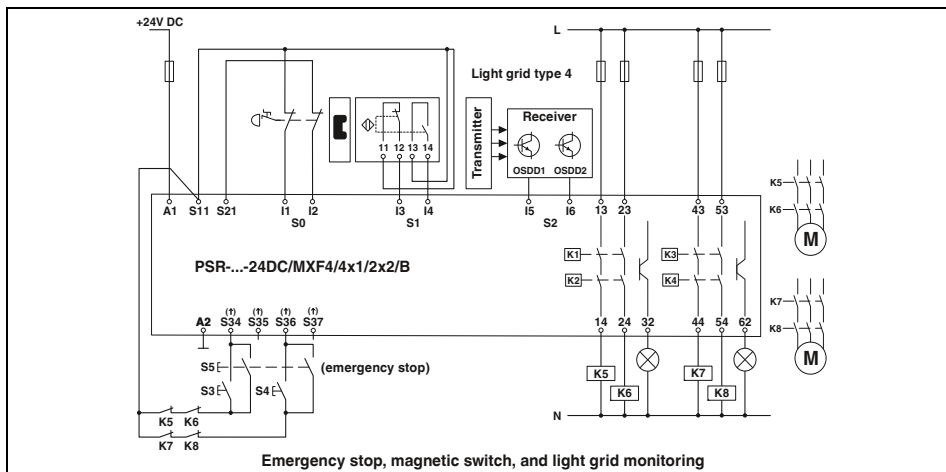 +24V DC
L
Light grid type 4
Transmitter
Receiver
OSDD1 OSDD2
11 12 13 14
A1 S11 S21 I1 I2 I3 I4 I5 I6 13 23 43 53
S0 S1 S2
K5
K6
M
K1 K3
K2 K4
PSR-...-24DC/MXF4/4x1/2x2/B
(†) (†) (†) (†)
A2 S34 S35 S36 S37 14 24 32 44 54 62
K7
K8
M
S5 (emergency stop)
S3 S4
K5 K7
K6 K8
K5 K6
K7 K8
N
Emergency stop, magnetic switch, and light grid monitoring